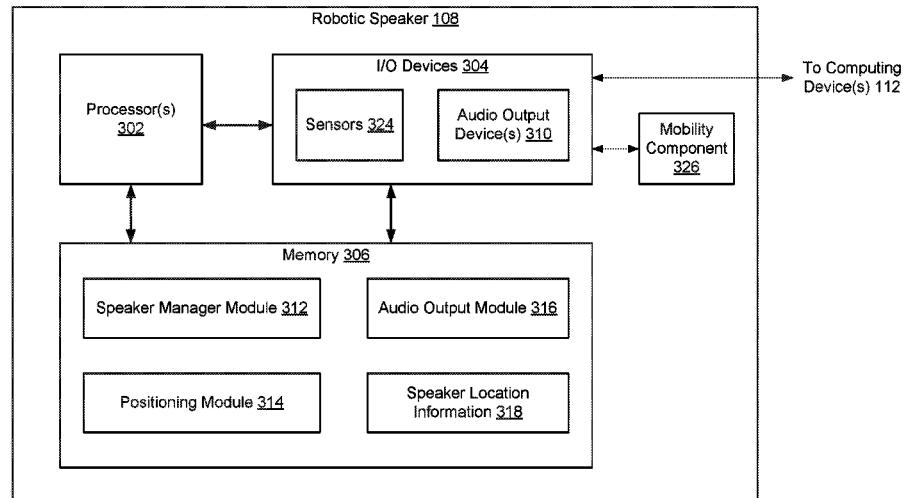 Robotic Speaker 108
I/O Devices 304
Processor(s)
302
Sensors 324
Audio Output
Device(s) 310
To Computing
Device(s) 112
Mobility
Component
326
Memory 306
Speaker Manager Module 312
Audio Output Module 316
Positioning Module 314
Speaker Location
Information 318